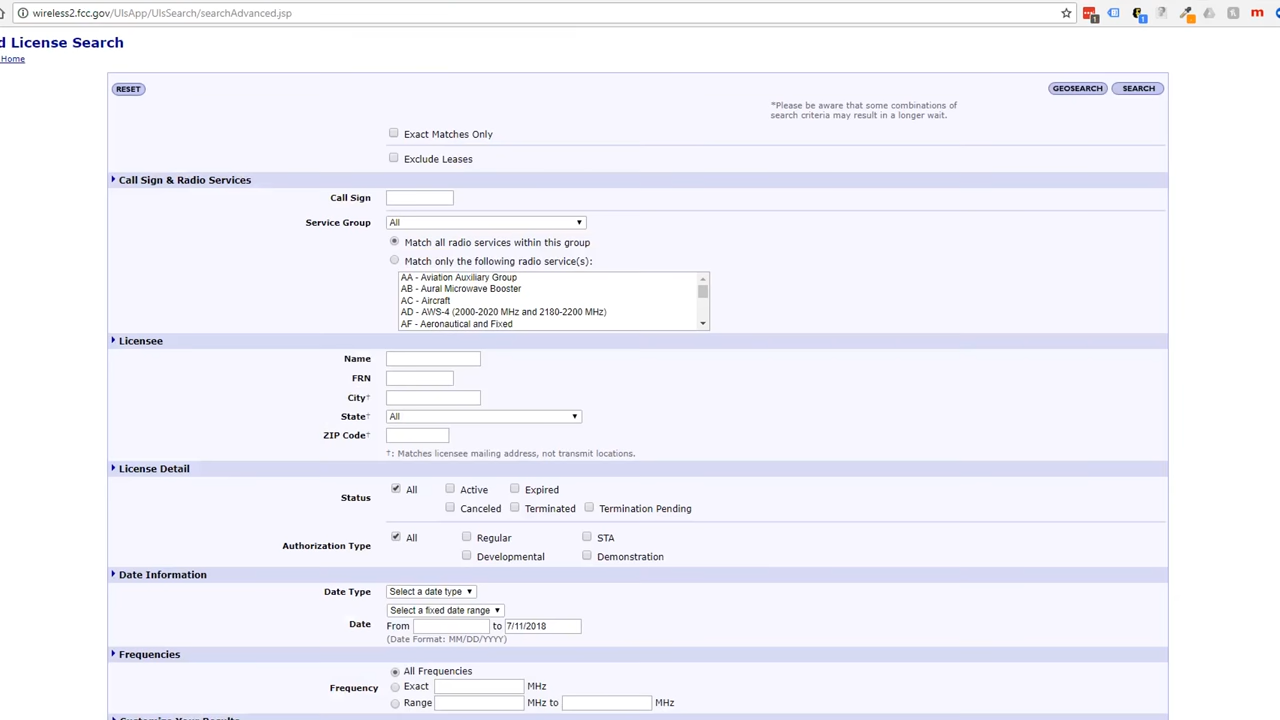 wireless2.fcc.gov/UlsApp/UlsSearch/searchAdvanced.jsp
1
1
m
d License Search
Home
RESET
GEOSEARCH SEARCH
*Please be aware that some combinations of
search criteria may result in a longer wait.
Exact Matches Only
Exclude Leases
Call Sign & Radio Services
Call Sign
Service Group All
Match all radio services within this group
Match only the following radio service(s):
AA - Aviation Auxiliary Group
AB - Aural Microwave Booster
AC - Aircraft
AD - AWS-4 (2000-2020 MHz and 2180-2200 MHz)
AF - Aeronautical and Fixed
Licensee
Name
FRN
City†
State† All
ZIP Code†
†: Matches licensee mailing address, not transmit locations.
License Detail
Status
All Active Expired
Canceled Terminated Termination Pending
Authorization Type
All Regular STA
Developmental Demonstration
Date Information
Date Type Select a date type
Select a fixed date range
Date From to 7/11/2018
(Date Format: MM/DD/YYYY)
Frequencies
All Frequencies
Frequency Exact MHz
Range MHz to MHz
Customize Your Results